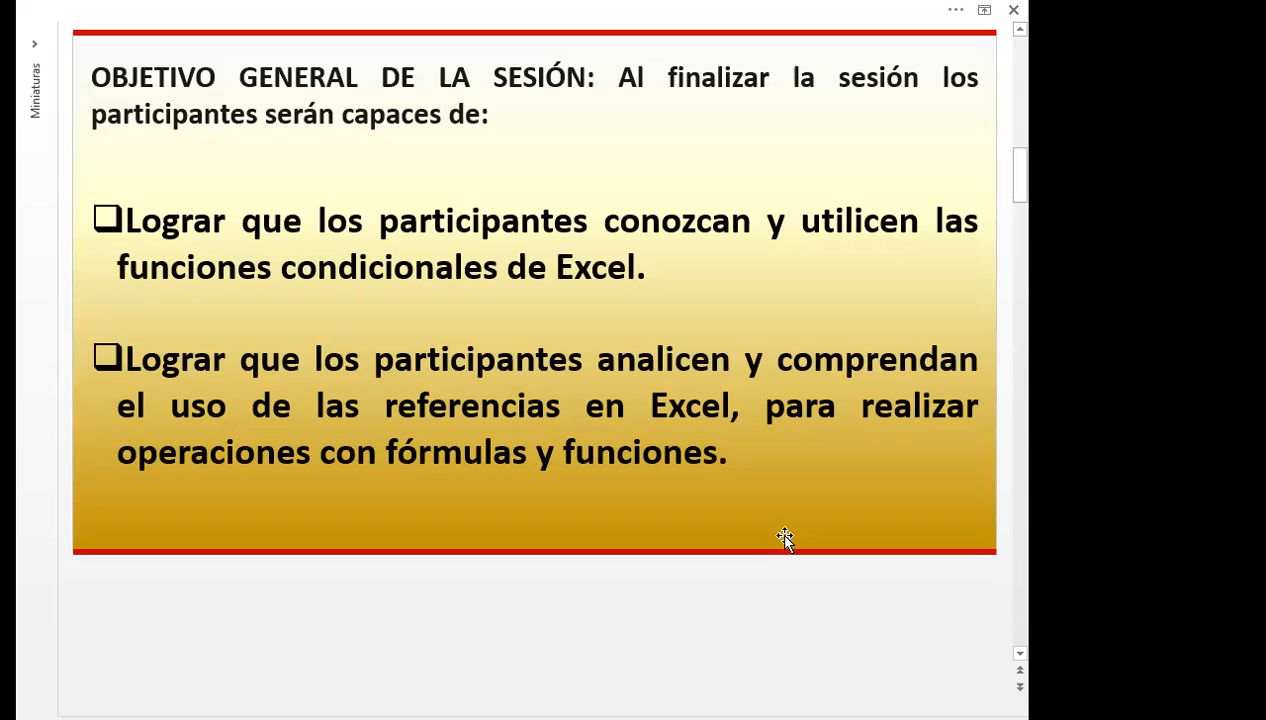 Miniaturas
OBJETIVO GENERAL DE LA SESIÓN: Al finalizar la sesión los
participantes serán capaces de:
Lograr que los participantes conozcan y utilicen las
funciones condicionales de Excel.
Lograr que los participantes analicen y comprendan
el uso de las referencias en Excel, para realizar
operaciones con fórmulas y funciones.